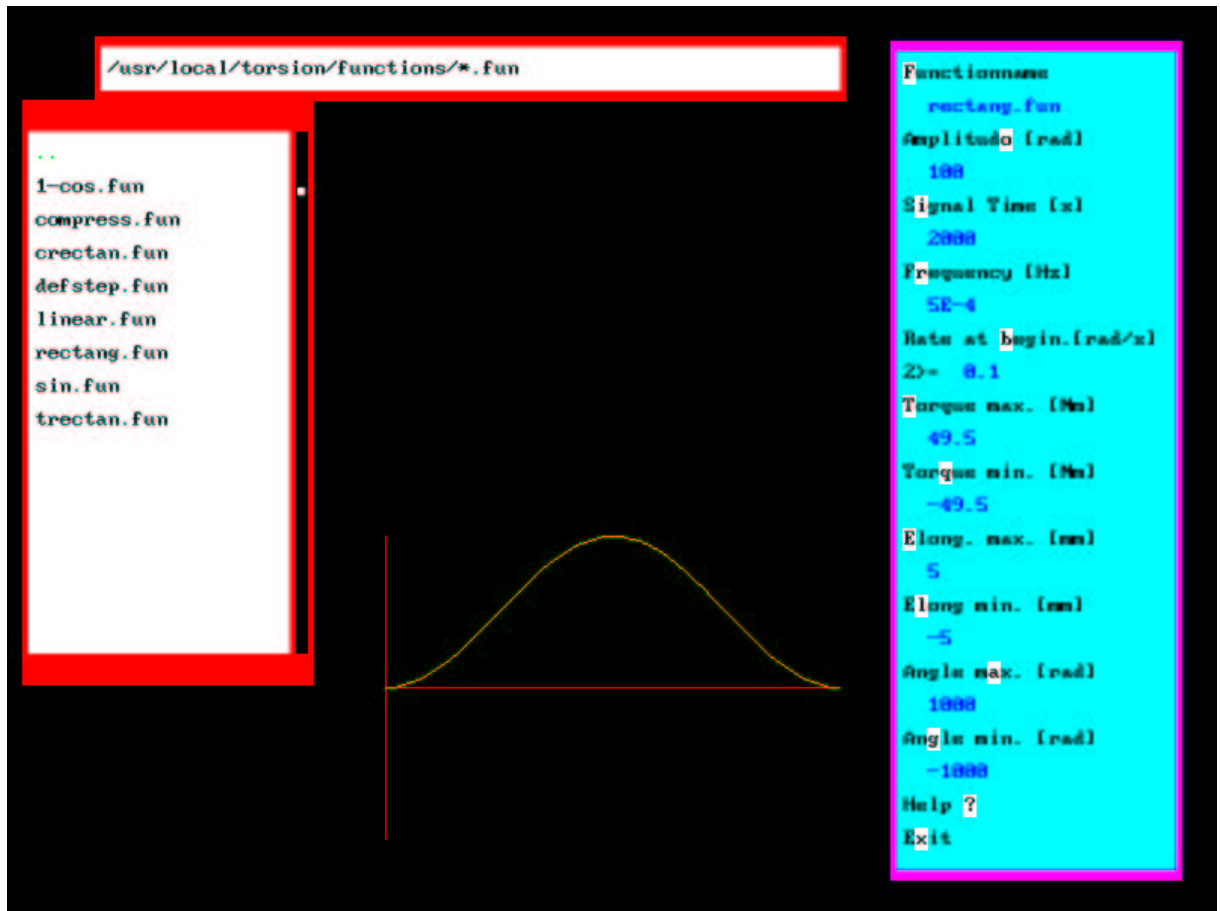 /usr/local/torsion/functions/*.fun
..
1-cos.fun
compress.fun
crectan.fun
defstep.fun
linear.fun
rectang.fun
sin.fun
trectan.fun
Functionname
rectang.fun
Amplitudo [rad]
100
Signal Time [x]
2000
Frequency [Hz]
5E-4
Rate at begin.[rad/x]
2)= 0.1
Torque max. [Nm]
49.5
Torque min. [Nm]
-49.5
Elong. max. [mm]
5
Elong min. [mm]
-5
Angle max. [rad]
1000
Angle min. [rad]
-1000
Help ?
Exit